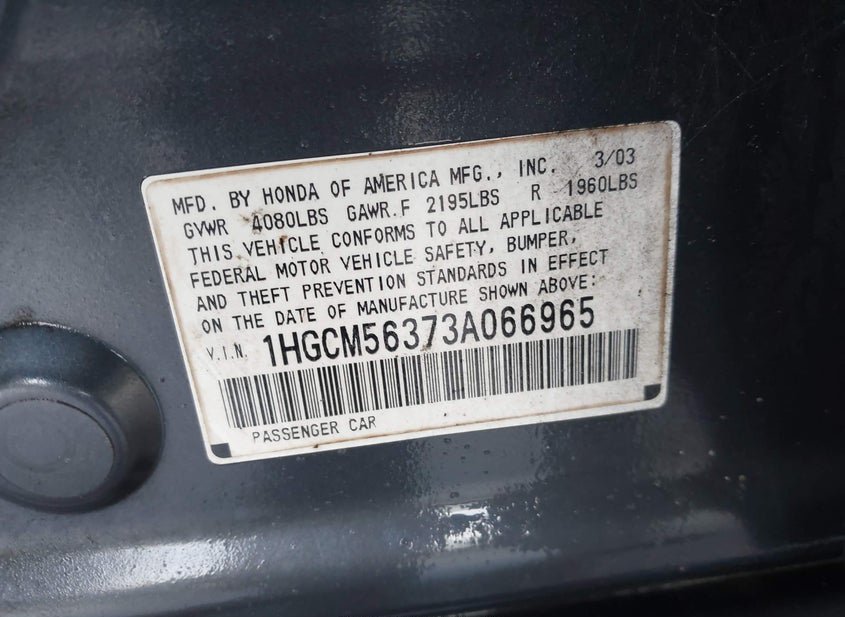 MFD. BY HONDA OF AMERICA MFG., INC. 3/03
GVWR 4080LBS GAWR.F 2195LBS R 1960LBS
THIS VEHICLE CONFORMS TO ALL APPLICABLE
FEDERAL MOTOR VEHICLE SAFETY, BUMPER,
AND THEFT PREVENTION STANDARDS IN EFFECT
ON THE DATE OF MANUFACTURE SHOWN ABOVE:
V.I.N. 1HGCM56373A066965
PASSENGER CAR